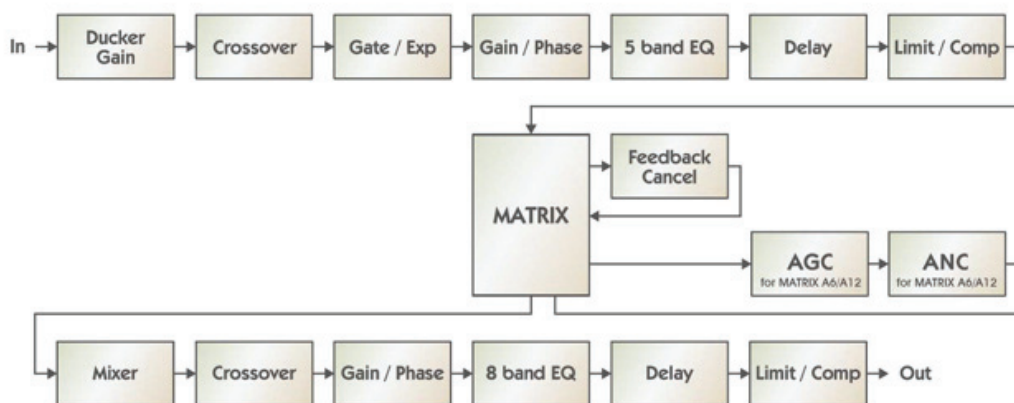 In
Ducker
Gain
Crossover
Gate / Exp
Gain / Phase
5 band EQ
Delay
Limit / Comp
MATRIX
Feedback
Cancel
AGC
for MATRIX A6/A12
ANC
for MATRIX A6/A12
Mixer
Crossover
Gain / Phase
8 band EQ
Delay
Limit / Comp
Out